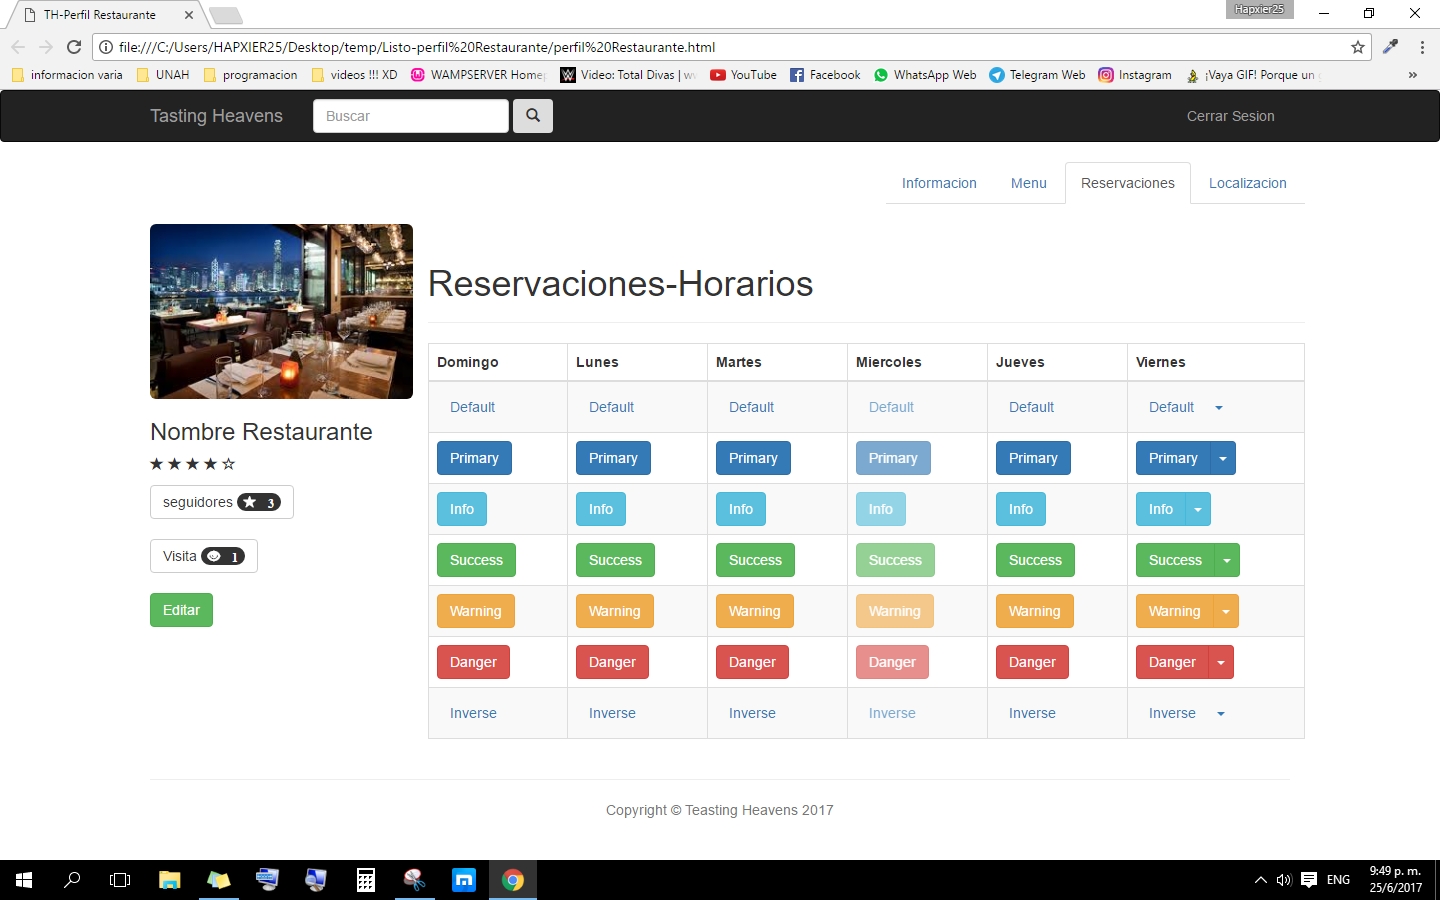 TH-Perfil Restaurante
Hapxier25
file:///C:/Users/HAPXIER25/Desktop/temp/Listo-perfil%20Restaurante/perfil%20Restaurante.html
informacion varia UNAH programacion videos !!! XD WAMPSERVER Home Video: Total Divas | YouTube Facebook WhatsApp Web Telegram Web Instagram ¡Vaya GIF! Porque un »
Tasting Heavens Buscar Cerrar Sesion
Informacion Menu Reservaciones Localizacion
Reservaciones-Horarios
Nombre Restaurante
seguidores 3
Visita 1
Editar
Domingo Lunes Martes Miercoles Jueves Viernes
Default Default Default Default Default Default
Primary Primary Primary Primary Primary Primary
Info Info Info Info Info Info
Success Success Success Success Success Success
Warning Warning Warning Warning Warning Warning
Danger Danger Danger Danger Danger Danger
Inverse Inverse Inverse Inverse Inverse Inverse
Copyright © Teasting Heavens 2017
ENG
9:49 p. m.
25/6/2017